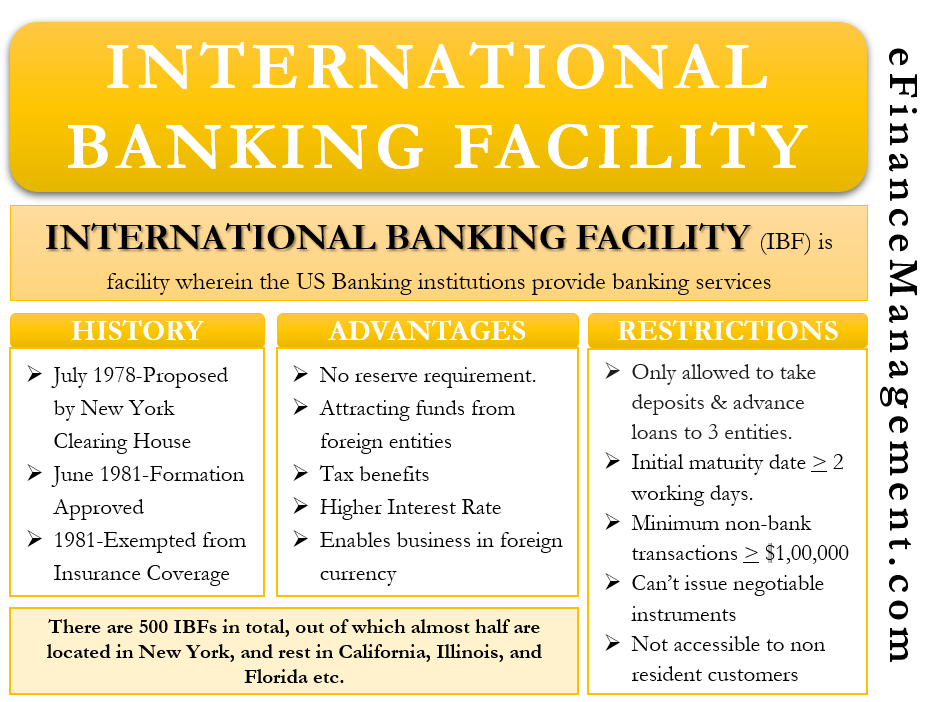 INTERNATIONAL
BANKING FACILITY
INTERNATIONAL BANKING FACILITY (IBF) is
facility wherein the US Banking institutions provide banking services
HISTORY
➢ July 1978-Proposed
by New York
Clearing House
➢ June 1981-Formation
Approved
➢ 1981-Exempted from
Insurance Coverage
ADVANTAGES
➢ No reserve requirement.
➢ Attracting funds from
foreign entities
➢ Tax benefits
➢ Higher Interest Rate
➢ Enables business in foreign
currency
RESTRICTIONS
➢ Only allowed to take
deposits & advance
loans to 3 entities.
➢ Initial maturity date ≥ 2
working days.
➢ Minimum non-bank
transactions ≥ $1,00,000
➢ Can't issue negotiable
instruments
➢ Not accessible to non
resident customers
There are 500 IBFs in total, out of which almost half are
located in New York, and rest in California, Illinois, and
Florida etc.
eFinanceManagement.com